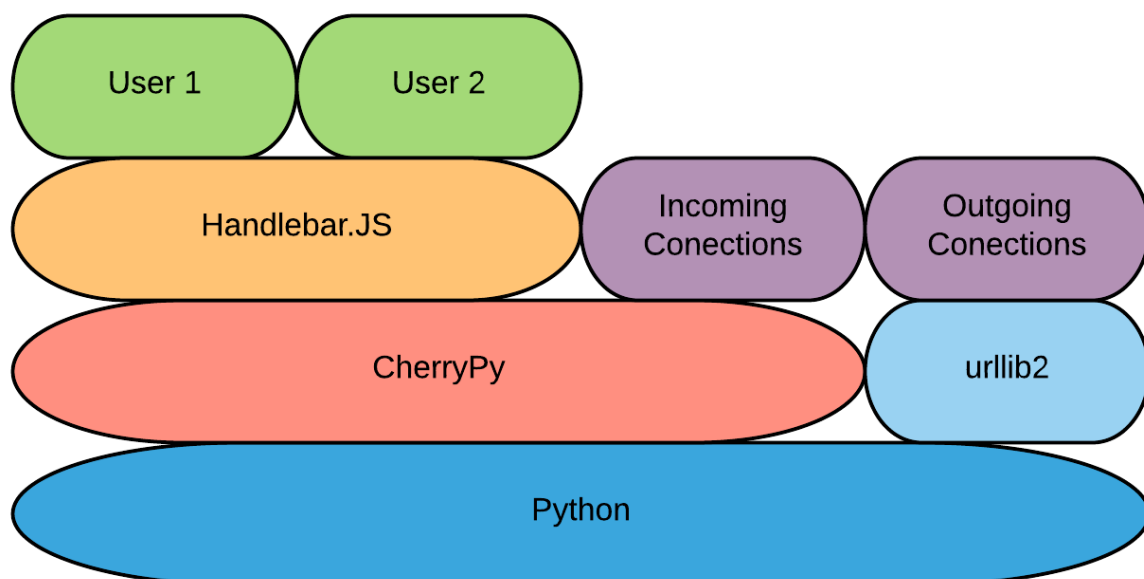 User 1
User 2
Handlebar.JS
Incoming
Conections
Outgoing
Conections
CherryPy
urllib2
Python